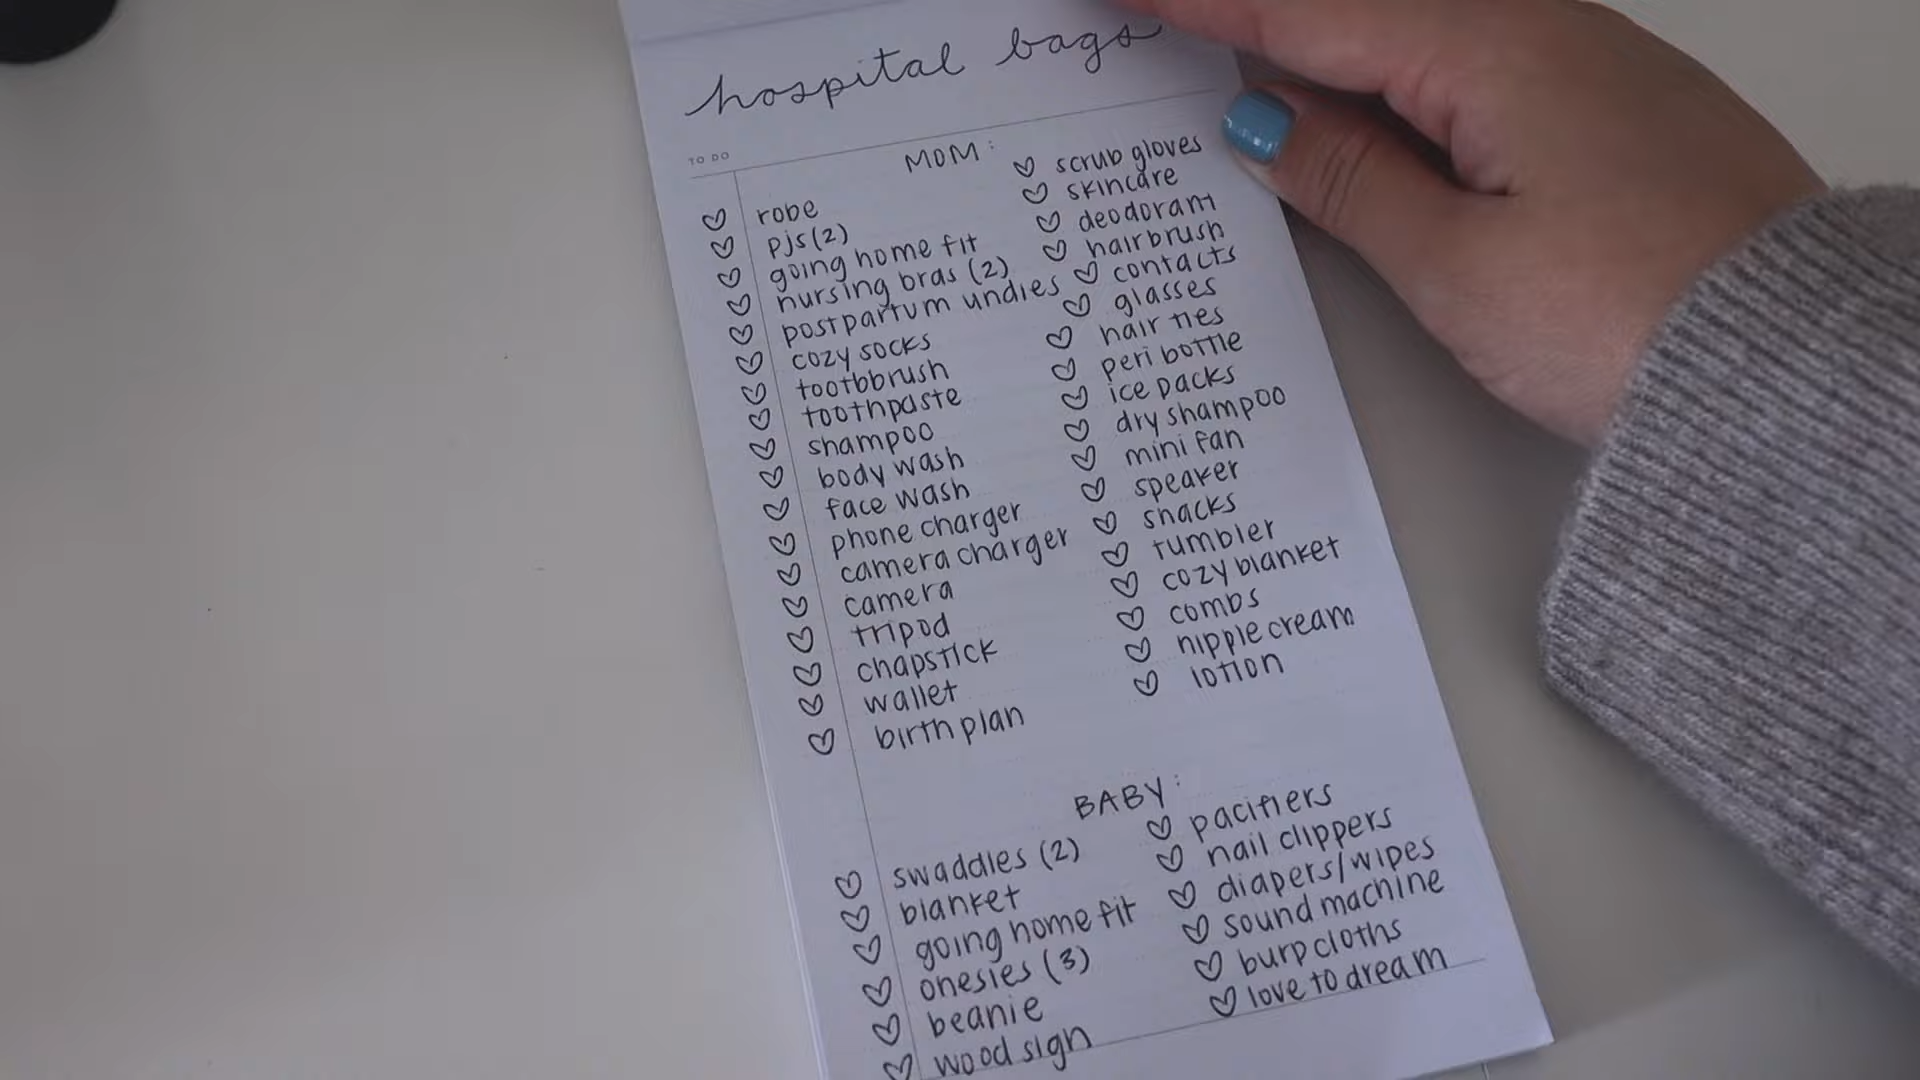 hospital bags
TO DO
MOM:
robe
pjs (2)
going home fit
nursing bras (2)
postpartum undies
cozy socks
tootbbrush
toothpaste
shampoo
body wash
face wash
phone charger
camera charger
camera
tripod
chapstick
wallet
birth plan
scrub gloves
skincare
deodorant
hairbrush
contacts
glasses
hair ties
peri bottle
ice packs
dry shampoo
mini fan
speaker
snacks
tumbler
cozy blanket
combs
nipple cream
lotion
BABY:
swaddles (2)
blanket
going home fit
onesies (3)
beanie
wood sign
pacifiers
nail clippers
diapers/wipes
sound machine
burp cloths
love to dream